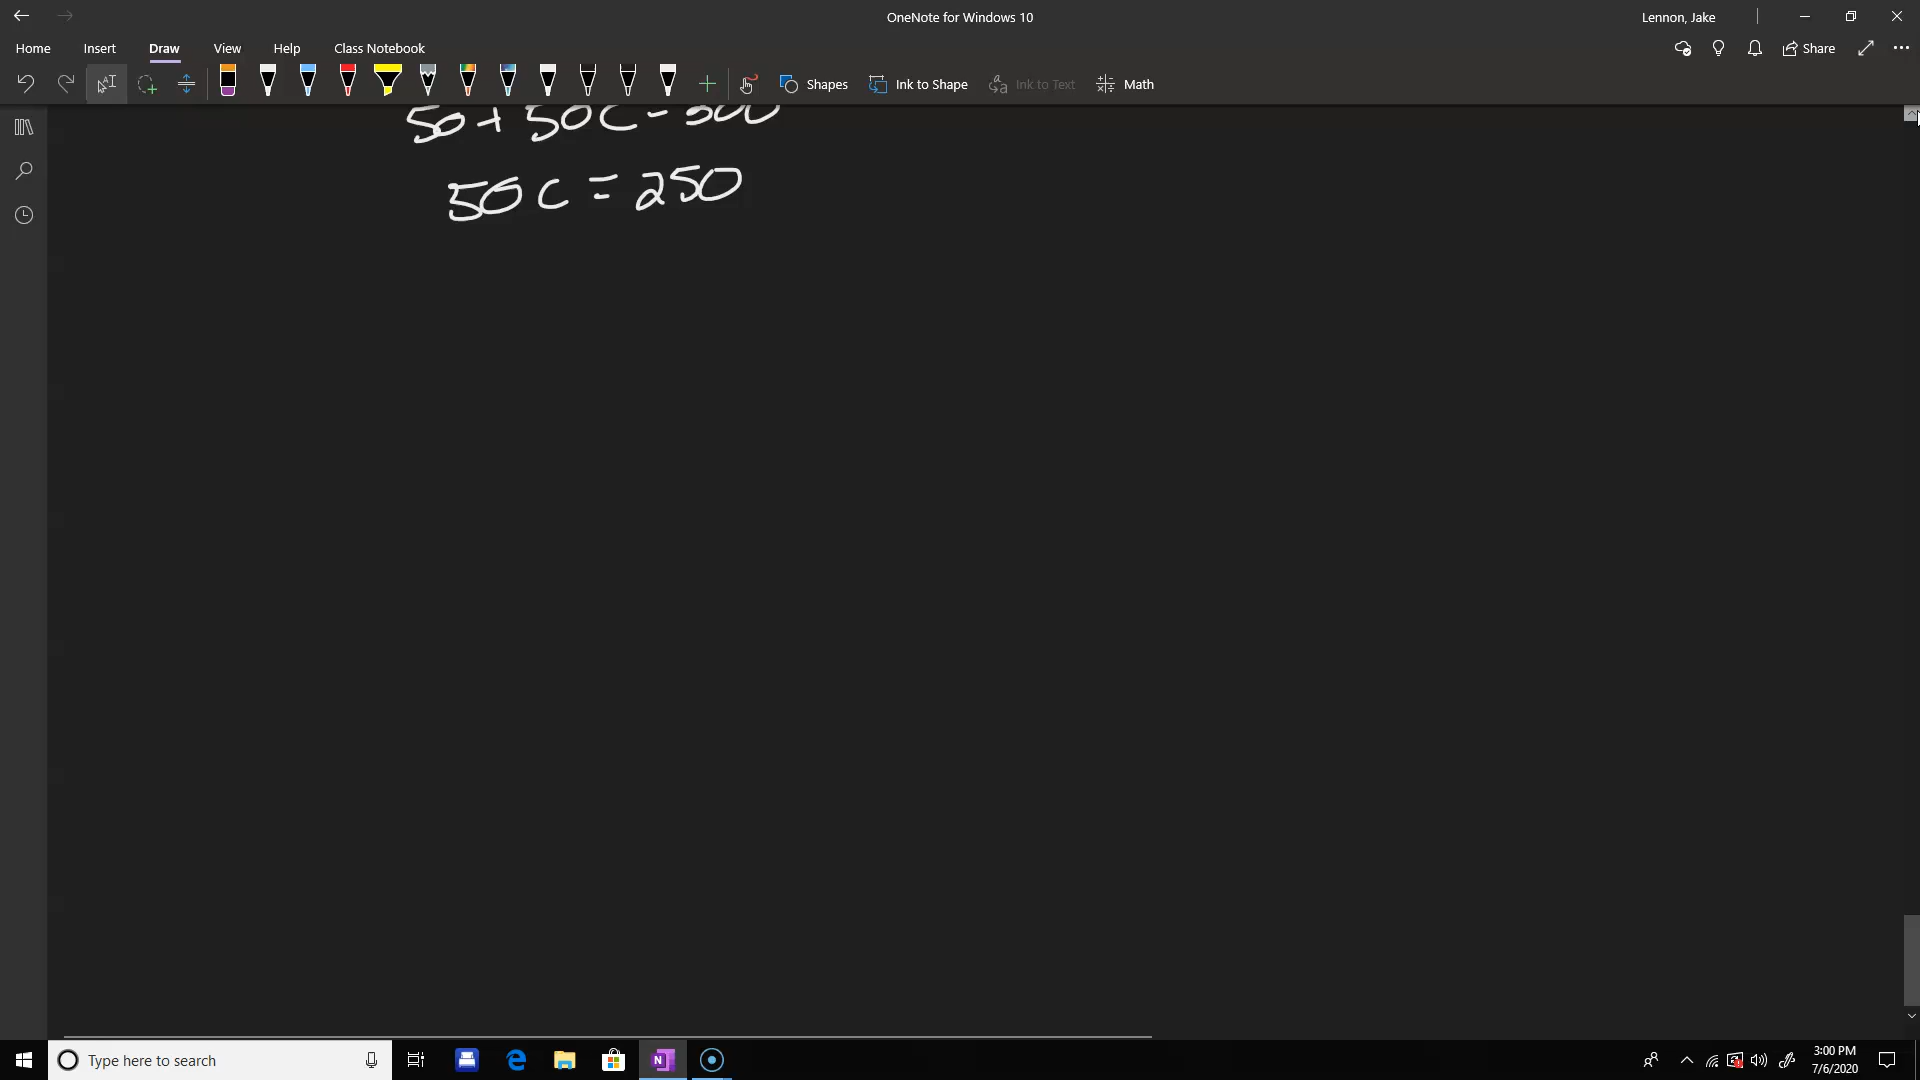 OneNote for Windows 10
Lennon, Jake
Home Insert Draw View Help Class Notebook
Share
Shapes Ink to Shape Ink to Text Math
50 + 50C = 300
50C = 250
Type here to search
3:00 PM
7/6/2020